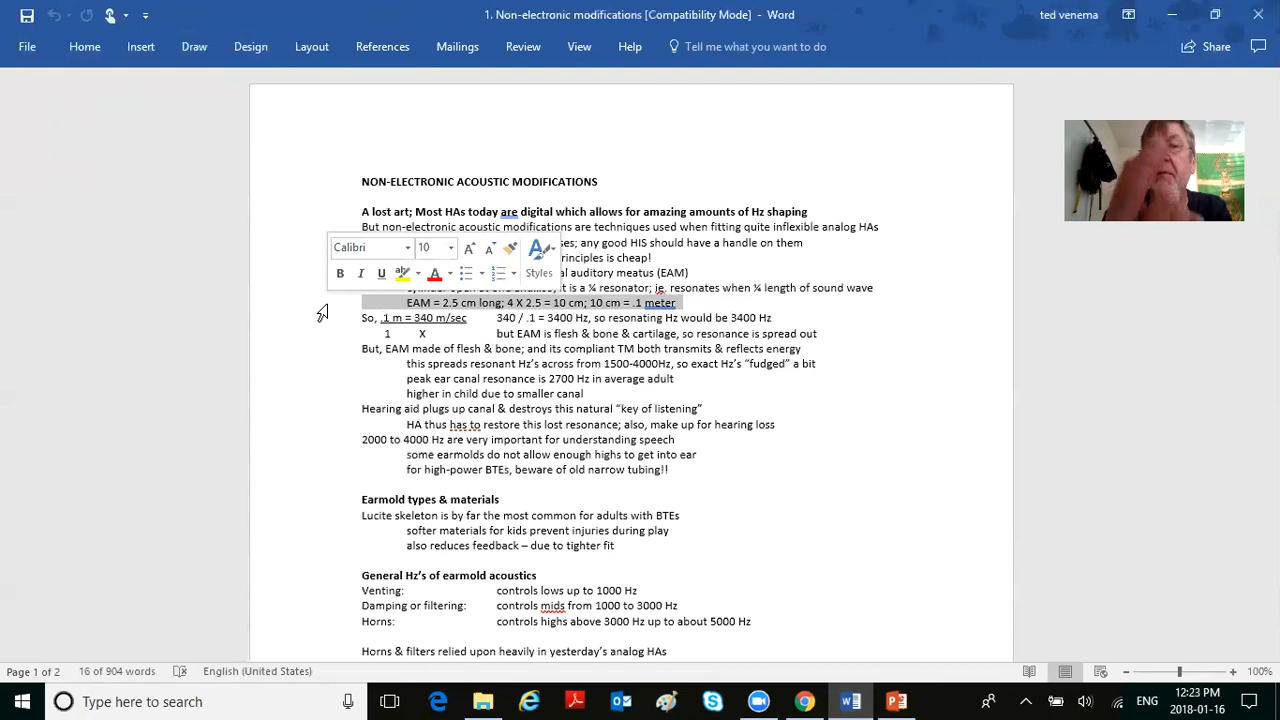 1. Non-electronic modifications [Compatibility Mode] - Word
ted venema
File Home Insert Draw Design Layout References Mailings Review View Help Tell me what you want to do Share
NON-ELECTRONIC ACOUSTIC MODIFICATIONS
A lost art; Most HAs today are digital which allows for amazing amounts of Hz shaping
But non-electronic acoustic modifications are techniques used when fitting quite inflexible analog HAs
Calibri 10
ses; any good HIS should have a handle on them
rinciples is cheap!
Styles
al auditory meatus (EAM)
it is a ¼ resonator; ie. resonates when ¼ length of sound wave
EAM = 2.5 cm long; 4 X 2.5 = 10 cm; 10 cm = .1 meter
So, .1 m = 340 m/sec 340 / .1 = 3400 Hz, so resonating Hz would be 3400 Hz
1 X but EAM is flesh & bone & cartilage, so resonance is spread out
But, EAM made of flesh & bone; and its compliant TM both transmits & reflects energy
this spreads resonant Hz's across from 1500-4000Hz, so exact Hz's “fudged” a bit
peak ear canal resonance is 2700 Hz in average adult
higher in child due to smaller canal
Hearing aid plugs up canal & destroys this natural “key of listening”
HA thus has to restore this lost resonance; also, make up for hearing loss
2000 to 4000 Hz are very important for understanding speech
some earmolds do not allow enough highs to get into ear
for high-power BTEs, beware of old narrow tubing!!
Earmold types & materials
Lucite skeleton is by far the most common for adults with BTEs
softer materials for kids prevent injuries during play
also reduces feedback – due to tighter fit
General Hz's of earmold acoustics
Venting: controls lows up to 1000 Hz
Damping or filtering: controls mids from 1000 to 3000 Hz
Horns: controls highs above 3000 Hz up to about 5000 Hz
Horns & filters relied upon heavily in yesterday's analog HAs
Page 1 of 2 16 of 904 words English (United States) 100%
Type here to search
ENG
12:23 PM
2018-01-16